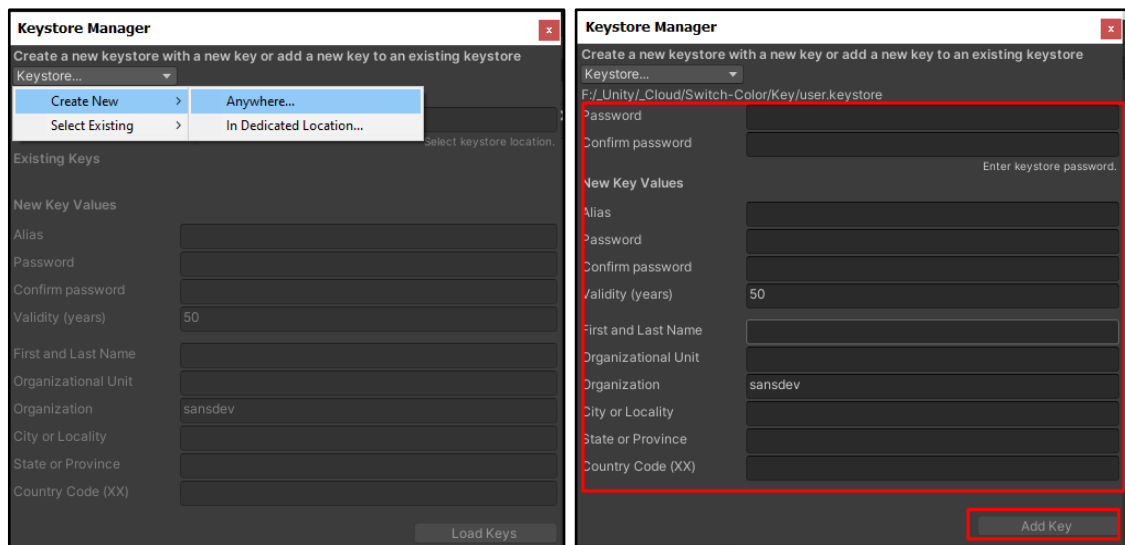 Keystore Manager
x
Create a new keystore with a new key or add a new key to an existing keystore
Keystore...
Create New
Anywhere...
Select Existing
In Dedicated Location...
Select keystore location.
Existing Keys
New Key Values
Alias
Password
Confirm password
Validity (years) 50
First and Last Name
Organizational Unit
Organization sansdev
City or Locality
State or Province
Country Code (XX)
Load Keys
Keystore Manager
x
Create a new keystore with a new key or add a new key to an existing keystore
Keystore...
F:/_Unity/_Cloud/Switch-Color/Key/user.keystore
Password
Confirm password
Enter keystore password.
New Key Values
Alias
Password
Confirm password
Validity (years) 50
First and Last Name
Organizational Unit
Organization sansdev
City or Locality
State or Province
Country Code (XX)
Add Key